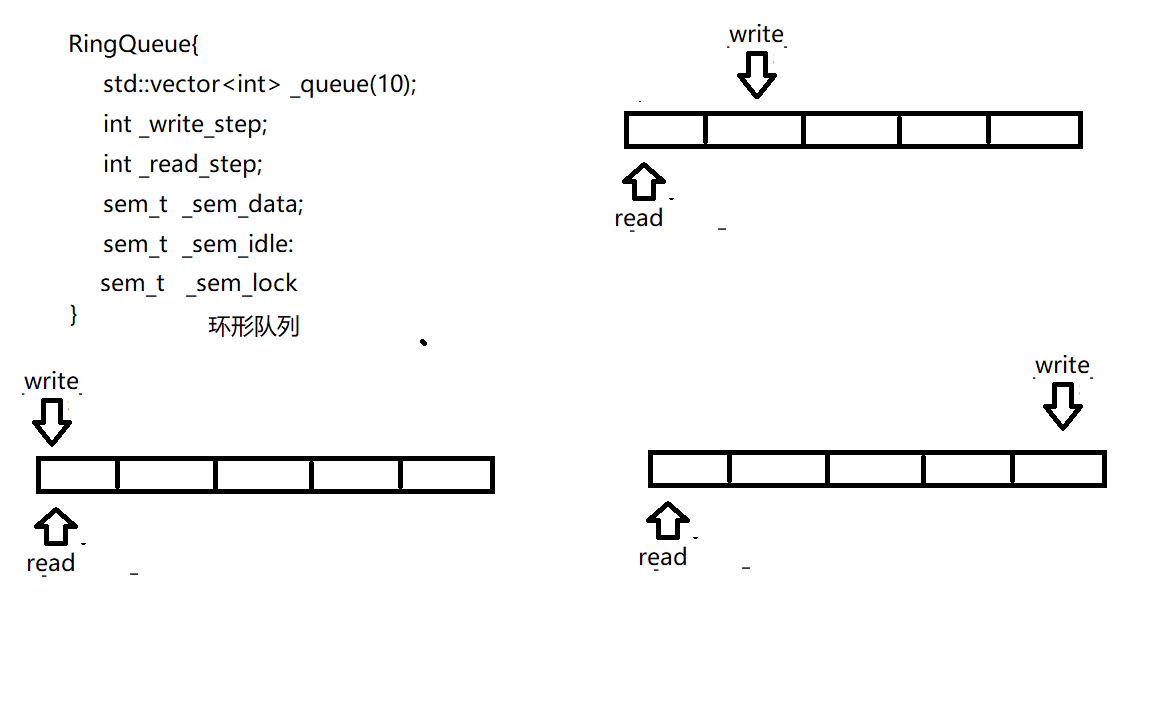 RingQueue{
std::vector<int> _queue(10);
int _write_step;
int _read_step;
sem_t _sem_data;
sem_t _sem_idle:
sem_t _sem_lock
}
环形队列
write
read
write
read
write
read